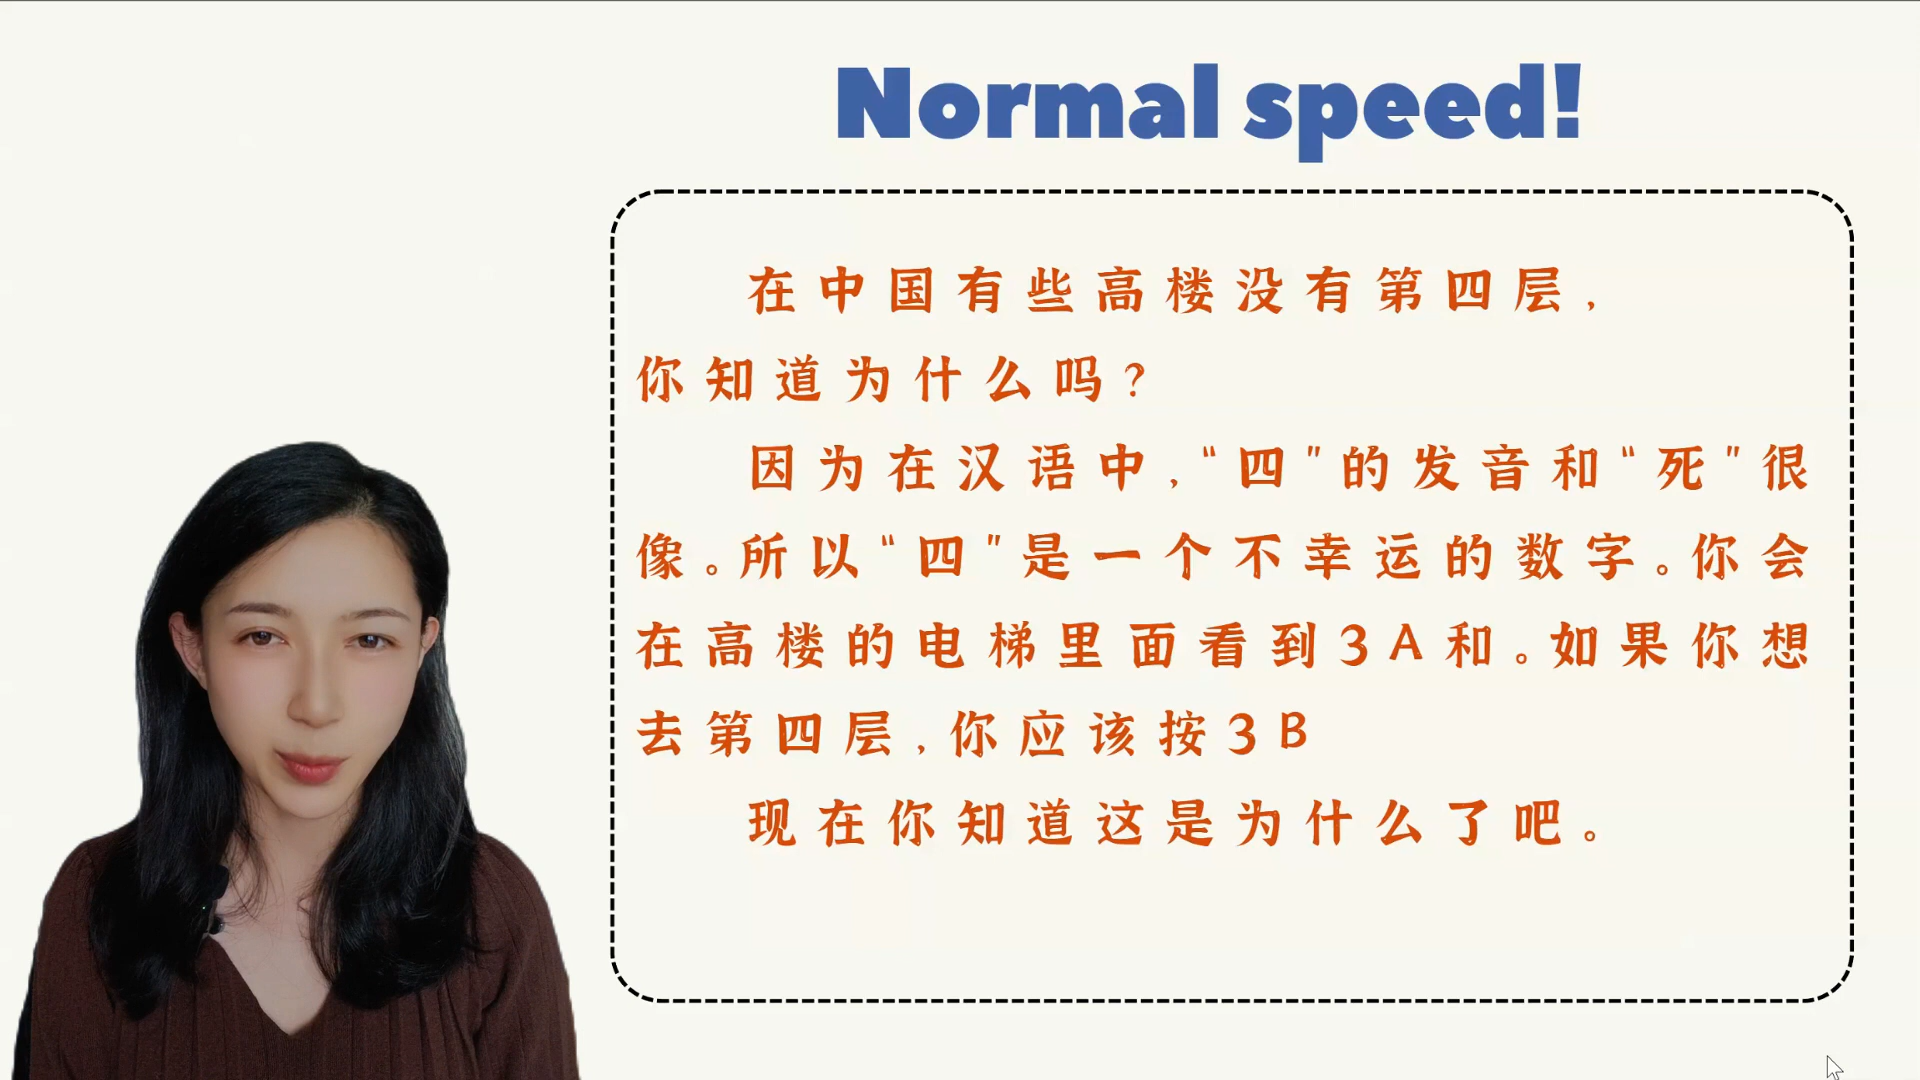 Normal speed!
在中国有些高楼没有第四层,
你知道为什么吗?
因为在汉语中,“四”的发音和“死”很
像。所以“四”是一个不幸运的数字。你会
在高楼的电梯里面看到3A和。如果你想
去第四层,你应该按3B
现在你知道这是为什么了吧。